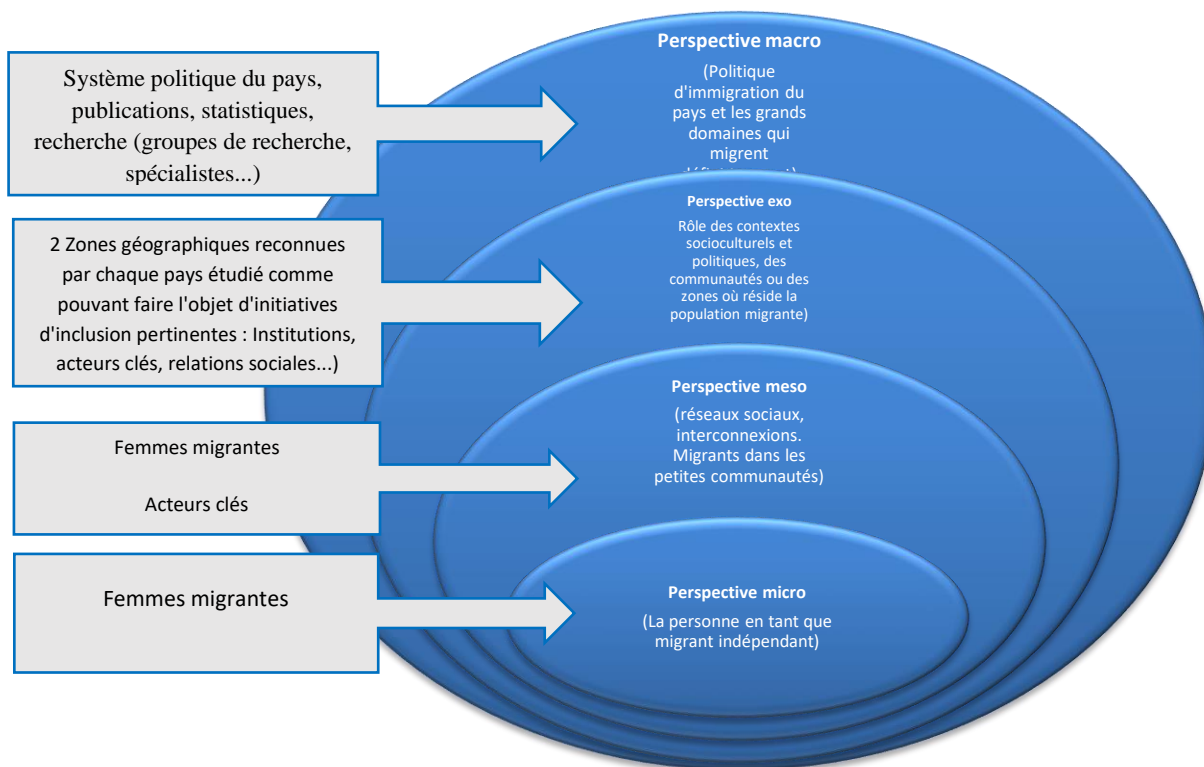 Système politique du pays,
publications, statistiques,
recherche (groupes de recherche,
spécialistes...)
Perspective macro
(Politique
d'immigration du
pays et les grands
domaines qui
migrent
2 Zones géographiques reconnues
par chaque pays étudié comme
pouvant faire l'objet d'initiatives
d'inclusion pertinentes : Institutions,
acteurs clés, relations sociales...)
Perspective exo
Rôle des contextes
socioculturels et
politiques, des
communautés ou des
zones où réside la
population migrante)
Femmes migrantes
Acteurs clés
Perspective meso
(réseaux sociaux,
interconnexions.
Migrants dans les
petites communautés)
Femmes migrantes
Perspective micro
(La personne en tant que
migrant indépendant)